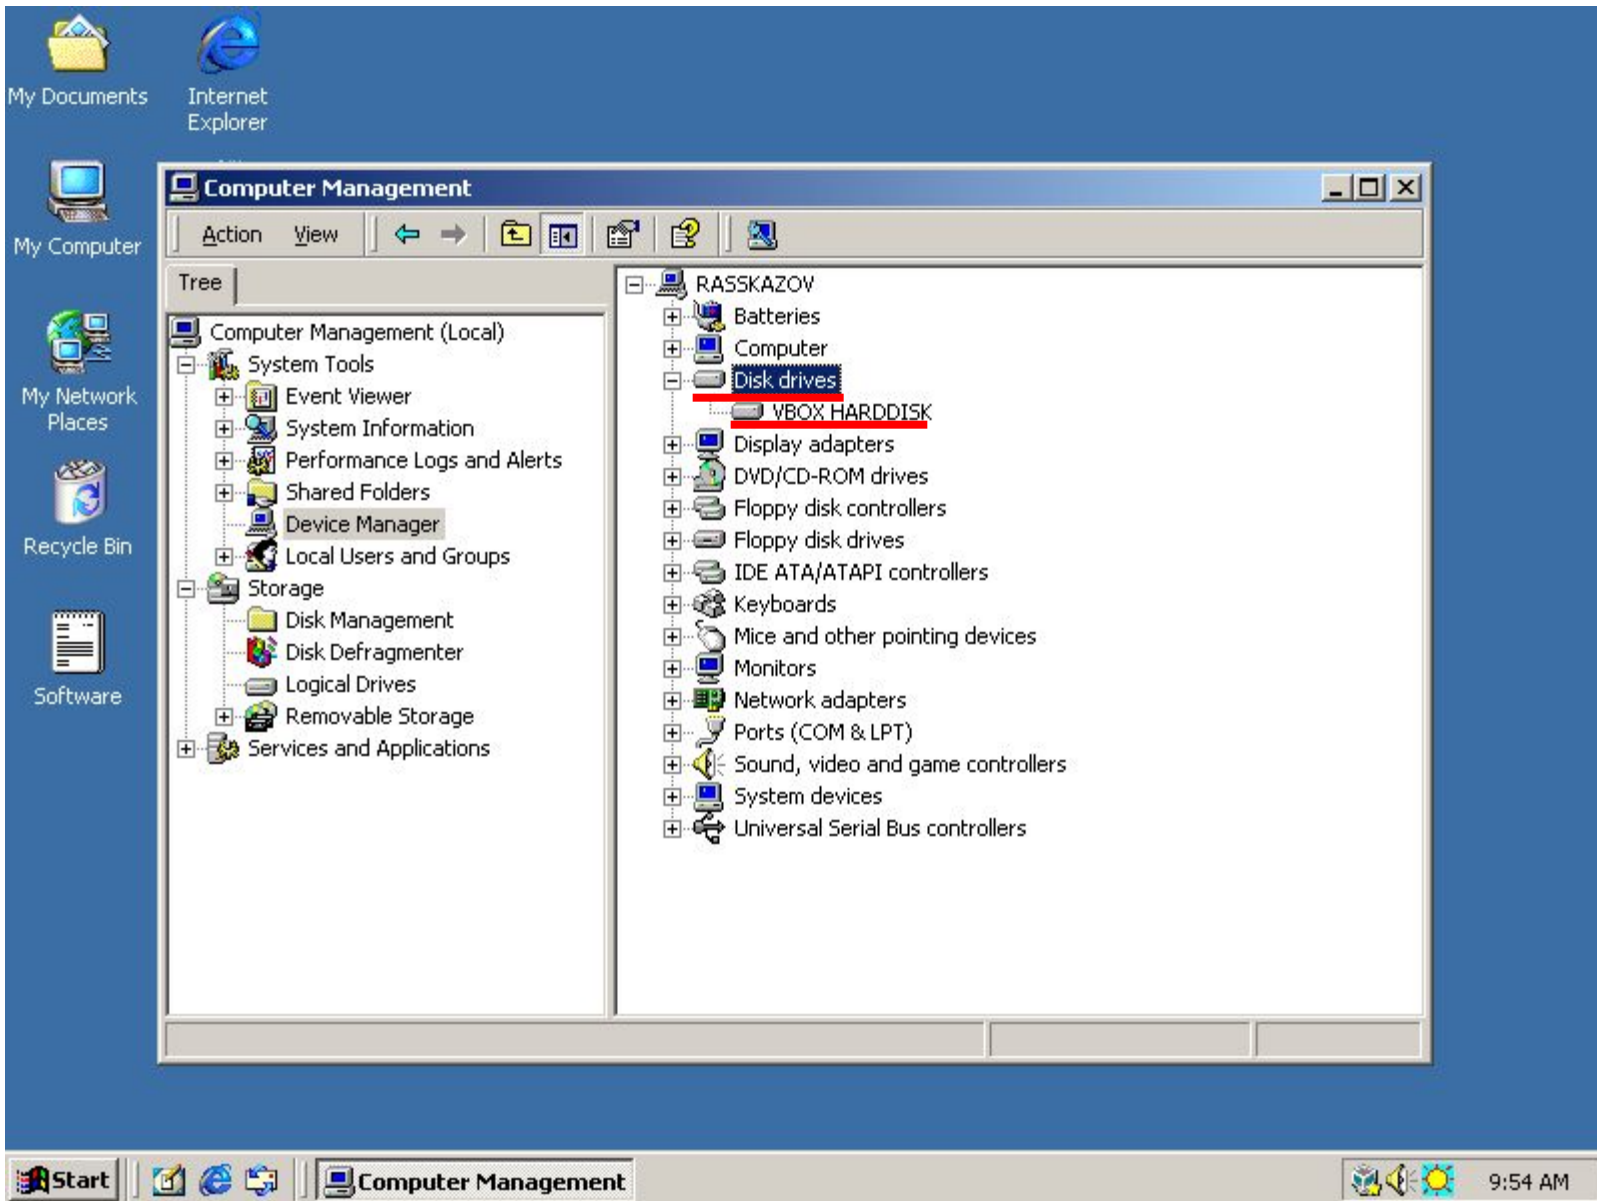 My Documents
Internet
Explorer
My Computer
My Network
Places
Recycle Bin
Software
Computer Management
Action View
Tree
Computer Management (Local)
System Tools
Event Viewer
System Information
Performance Logs and Alerts
Shared Folders
Device Manager
Local Users and Groups
Storage
Disk Management
Disk Defragmenter
Logical Drives
Removable Storage
Services and Applications
RASSKAZOV
Batteries
Computer
Disk drives
VBOX HARDDISK
Display adapters
DVD/CD-ROM drives
Floppy disk controllers
Floppy disk drives
IDE ATA/ATAPI controllers
Keyboards
Mice and other pointing devices
Monitors
Network adapters
Ports (COM & LPT)
Sound, video and game controllers
System devices
Universal Serial Bus controllers
Start
Computer Management
9:54 AM